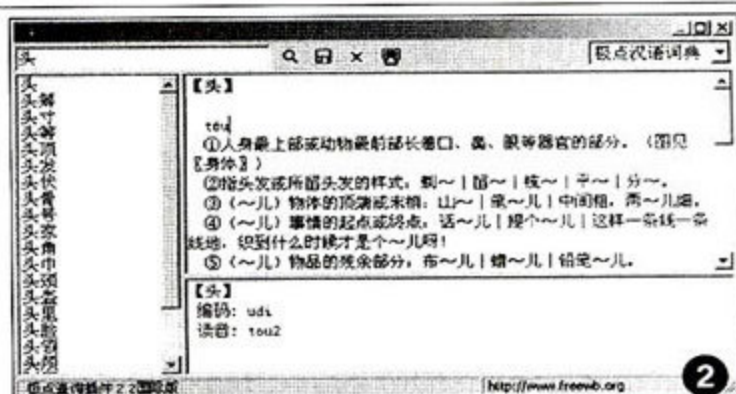 头
极点汉语词典
头
头
头寸
头顶
头发
头伏
头骨
头号
头家
头角
头巾
头颈
头盔
头里
头脸
头领
头颅
【头】
tóu
①人身最上部或动物最前部长着口、鼻、眼等器官的部分。（图见
〖身体〗）
②指头发或所留头发的样式：剃～｜留～｜梳～｜平～｜分～。
③（～儿）物体的顶端或末梢：山～｜笔～儿｜中间粗，两～儿细。
④（～儿）事情的起点或终点：话～儿｜提个～儿｜这样一条线一条
线地，织到什么时候才是个～儿呀！
⑤（～儿）物品的残余部分：布～儿｜蜡～儿｜铅笔～儿。
【头】
编码：udi
读音：tou2
极点查询插件2.2国际版
http://www.freewb.org
2